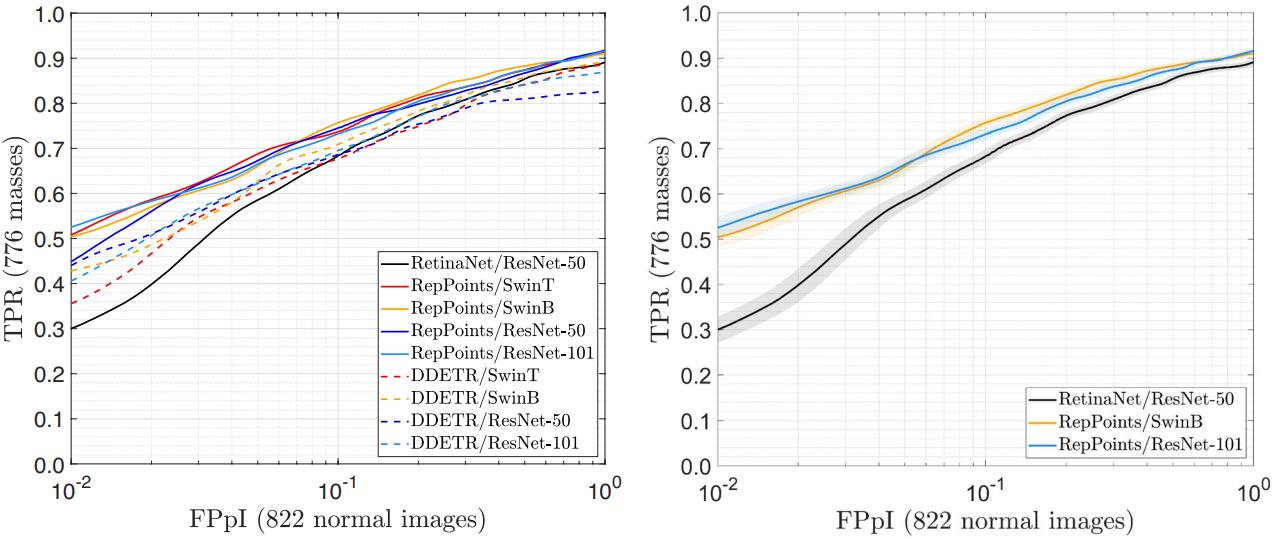 1.0
0.9
0.8
0.7
0.6
0.5
0.4
0.3
0.2
0.1
0.0
TPR (776 masses)
RetinaNet/ResNet-50
RepPoints/SwinT
RepPoints/SwinB
RepPoints/ResNet-50
RepPoints/ResNet-101
DDETR/SwinT
DDETR/SwinB
DDETR/ResNet-50
DDETR/ResNet-101
10⁻² 10⁻¹ 10⁰
FPpI (822 normal images)
1.0
0.9
0.8
0.7
0.6
0.5
0.4
0.3
0.2
0.1
0.0
TPR (776 masses)
RetinaNet/ResNet-50
RepPoints/SwinB
RepPoints/ResNet-101
10⁻² 10⁻¹ 10⁰
FPpI (822 normal images)